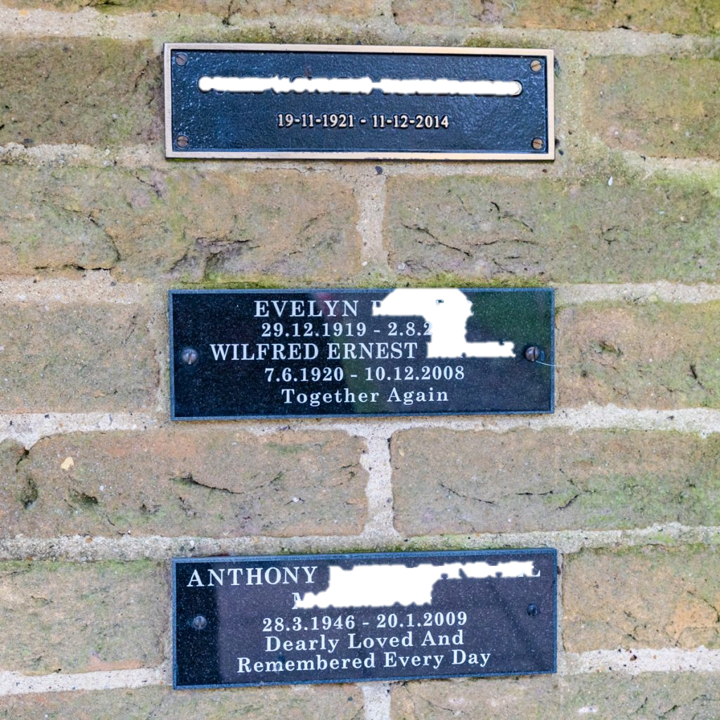 19-11-1921 - 11-12-2014
EVELYN
29.12.1919 - 2.8.2
WILFRED ERNEST
7.6.1920 - 10.12.2008
Together Again
ANTHONY
28.3.1946 - 20.1.2009
Dearly Loved And
Remembered Every Day